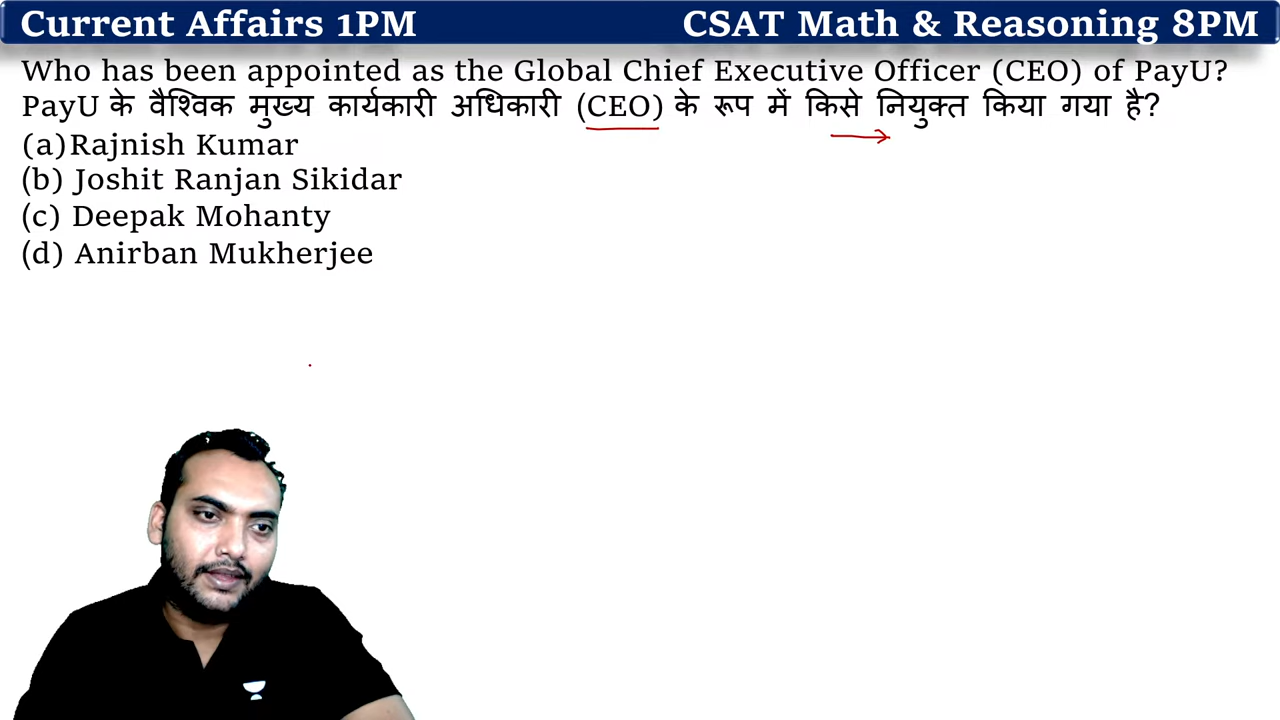 Current Affairs 1PM
CSAT Math & Reasoning 8PM
Who has been appointed as the Global Chief Executive Officer (CEO) of PayU?
PayU के वैश्विक मुख्य कार्यकारी अधिकारी (CEO) के रूप में किसे नियुक्त किया गया है?
(a)Rajnish Kumar
(b) Joshit Ranjan Sikidar
(c) Deepak Mohanty
(d) Anirban Mukherjee